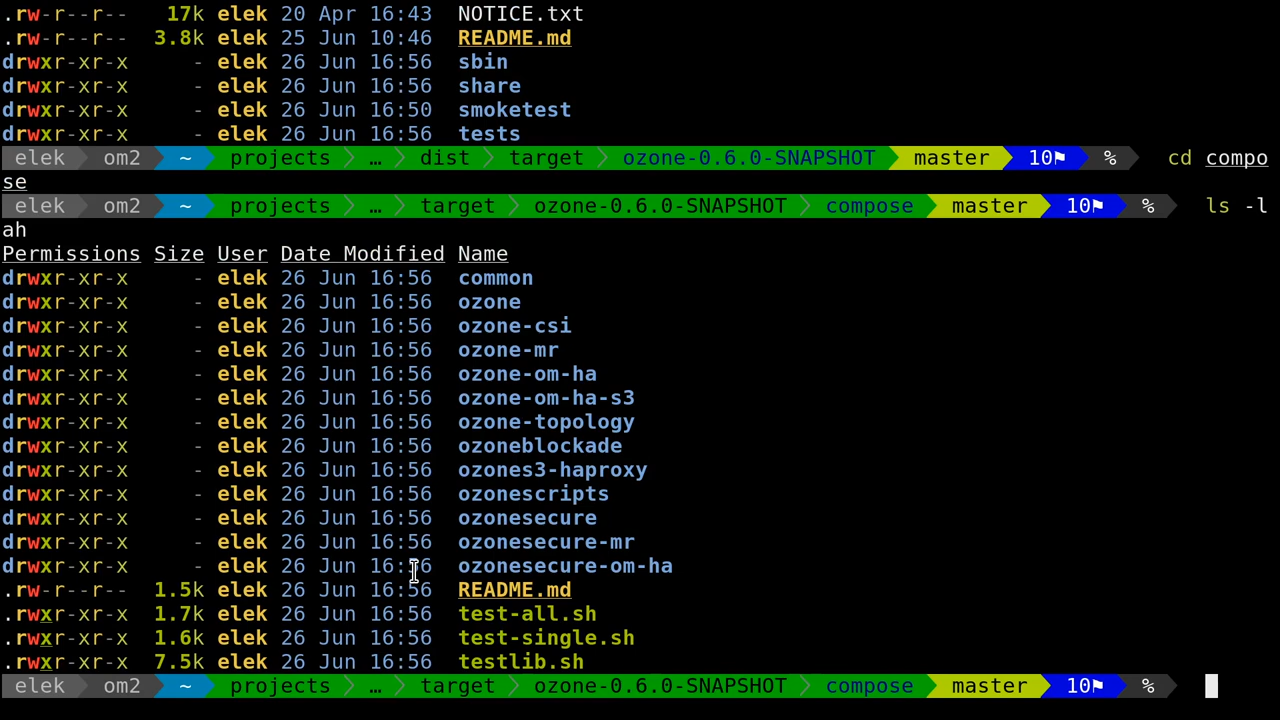 .rw-r--r-- 17k elek 20 Apr 16:43 NOTICE.txt
.rw-r--r-- 3.8k elek 25 Jun 10:46 README.md
drwxr-xr-x - elek 26 Jun 16:56 sbin
drwxr-xr-x - elek 26 Jun 16:56 share
drwxr-xr-x - elek 26 Jun 16:50 smoketest
drwxr-xr-x - elek 26 Jun 16:56 tests
elek om2 ~ projects … dist target ozone-0.6.0-SNAPSHOT master 10⚑ % cd compo
se
elek om2 ~ projects … target ozone-0.6.0-SNAPSHOT compose master 10⚑ % ls -l
ah
Permissions Size User Date Modified Name
drwxr-xr-x - elek 26 Jun 16:56 common
drwxr-xr-x - elek 26 Jun 16:56 ozone
drwxr-xr-x - elek 26 Jun 16:56 ozone-csi
drwxr-xr-x - elek 26 Jun 16:56 ozone-mr
drwxr-xr-x - elek 26 Jun 16:56 ozone-om-ha
drwxr-xr-x - elek 26 Jun 16:56 ozone-om-ha-s3
drwxr-xr-x - elek 26 Jun 16:56 ozone-topology
drwxr-xr-x - elek 26 Jun 16:56 ozoneblockade
drwxr-xr-x - elek 26 Jun 16:56 ozones3-haproxy
drwxr-xr-x - elek 26 Jun 16:56 ozonescripts
drwxr-xr-x - elek 26 Jun 16:56 ozonesecure
drwxr-xr-x - elek 26 Jun 16:56 ozonesecure-mr
drwxr-xr-x - elek 26 Jun 16:56 ozonesecure-om-ha
.rw-r--r-- 1.5k elek 26 Jun 16:56 README.md
.rwxr-xr-x 1.7k elek 26 Jun 16:56 test-all.sh
.rwxr-xr-x 1.6k elek 26 Jun 16:56 test-single.sh
.rwxr-xr-x 7.5k elek 26 Jun 16:56 testlib.sh
elek om2 ~ projects … target ozone-0.6.0-SNAPSHOT compose master 10⚑ %